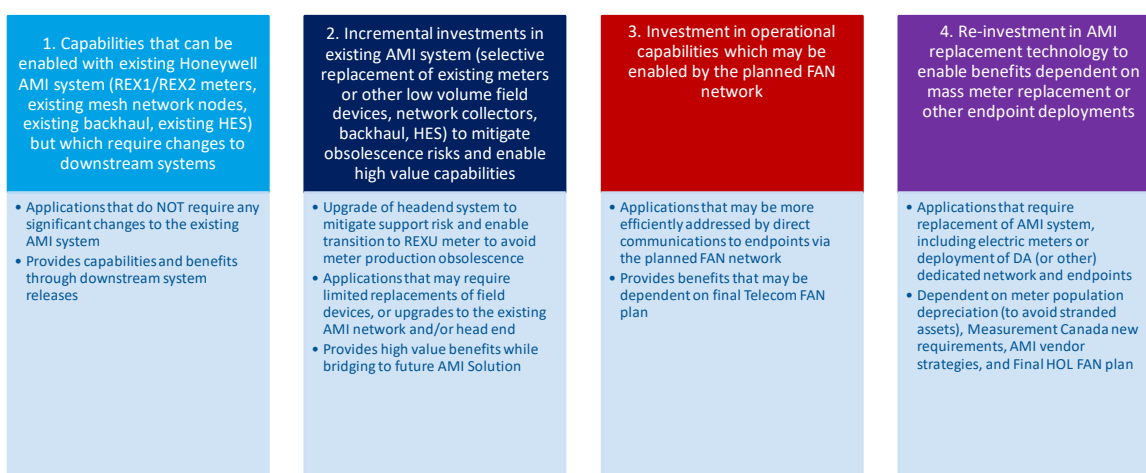 1. Capabilities that can be
enabled with existing Honeywell
AMI system (REX1/REX2 meters,
existing mesh network nodes,
existing backhaul, existing HES)
but which require changes to
downstream systems
• Applications that do NOT require any
significant changes to the existing
AMI system
• Provides capabilities and benefits
through downstream system
releases
2. Incremental investments in
existing AMI system (selective
replacement of existing meters
or other low volume field
devices, network collectors,
backhaul, HES) to mitigate
obsolescence risks and enable
high value capabilities
• Upgrade of headend system to
mitigate support risk and enable
transition to REXU meter to avoid
meter production obsolescence
• Applications that may require
limited replacements of field
devices, or upgrades to the existing
AMI network and/or head end
• Provides high value benefits while
bridging to future AMI Solution
3. Investment in operational
capabilities which may be
enabled by the planned FAN
network
• Applications that may be more
efficiently addressed by direct
communications to endpoints via
the planned FAN network
• Provides benefits that may be
dependent on final Telecom FAN
plan
4. Re-investment in AMI
replacement technology to
enable benefits dependent on
mass meter replacement or
other endpoint deployments
• Applications that require
replacement of AMI system,
including electric meters or
deployment of DA (or other)
dedicated network and endpoints
• Dependent on meter population
depreciation (to avoid stranded
assets), Measurement Canada new
requirements, AMI vendor
strategies, and Final HOL FAN plan